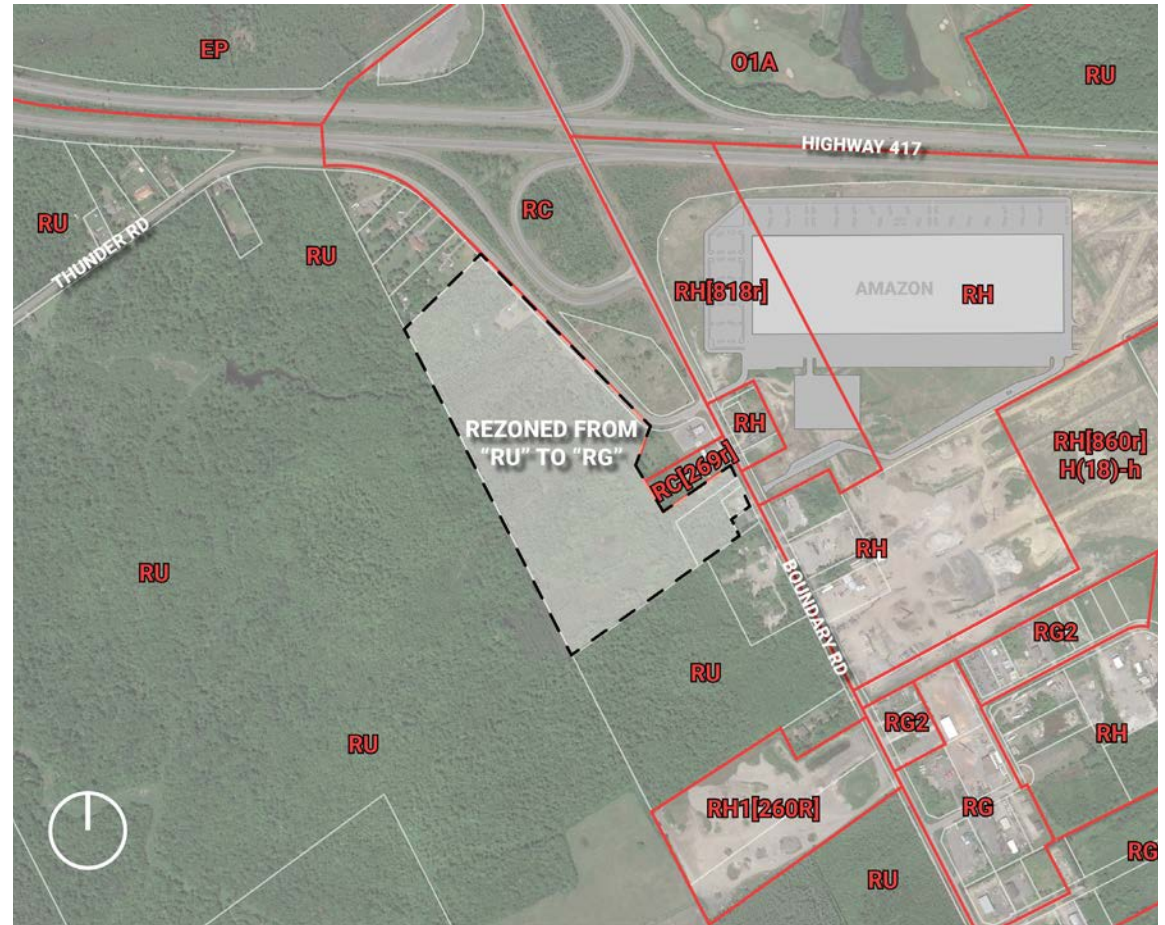 EP
O1A
RU
HIGHWAY 417
RU
THUNDER RD
RU
RC
RH[818r]
AMAZON
RH
REZONED FROM
“RU” TO “RG”
RH
RC[269r]
RH[860r]
H(18)-h
RH
RU
BOUNDARY RD
RG2
RU
RG2
RH
RU
RH1[260R]
RG
RG
RU